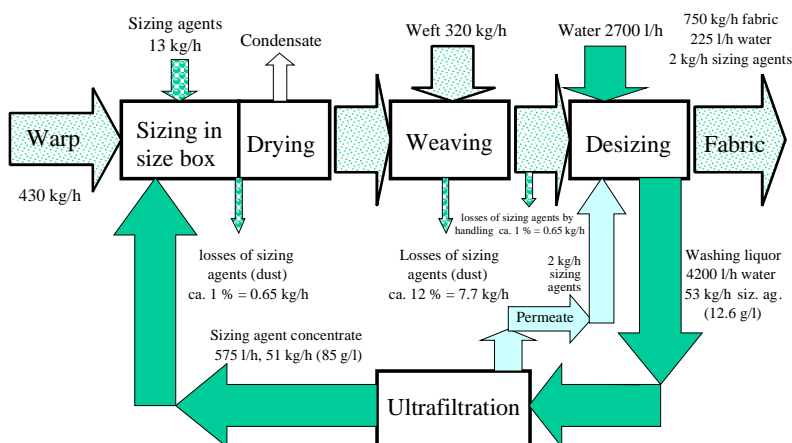 Sizing agents
13 kg/h
Condensate
Weft 320 kg/h
Water 2700 l/h
750 kg/h fabric
225 l/h water
2 kg/h sizing agents
Warp
Sizing in
size box
Drying
Weaving
Desizing
Fabric
430 kg/h
losses of sizing
agents (dust)
ca. 1 % = 0.65 kg/h
Losses of sizing
agents (dust)
ca. 12 % = 7.7 kg/h
losses of sizing agents by
handling ca. 1 % = 0.65 kg/h
2 kg/h
sizing
agents
Washing liquor
4200 l/h water
53 kg/h siz. ag.
(12.6 g/l)
Permeate
Sizing agent concentrate
575 l/h, 51 kg/h (85 g/l)
Ultrafiltration